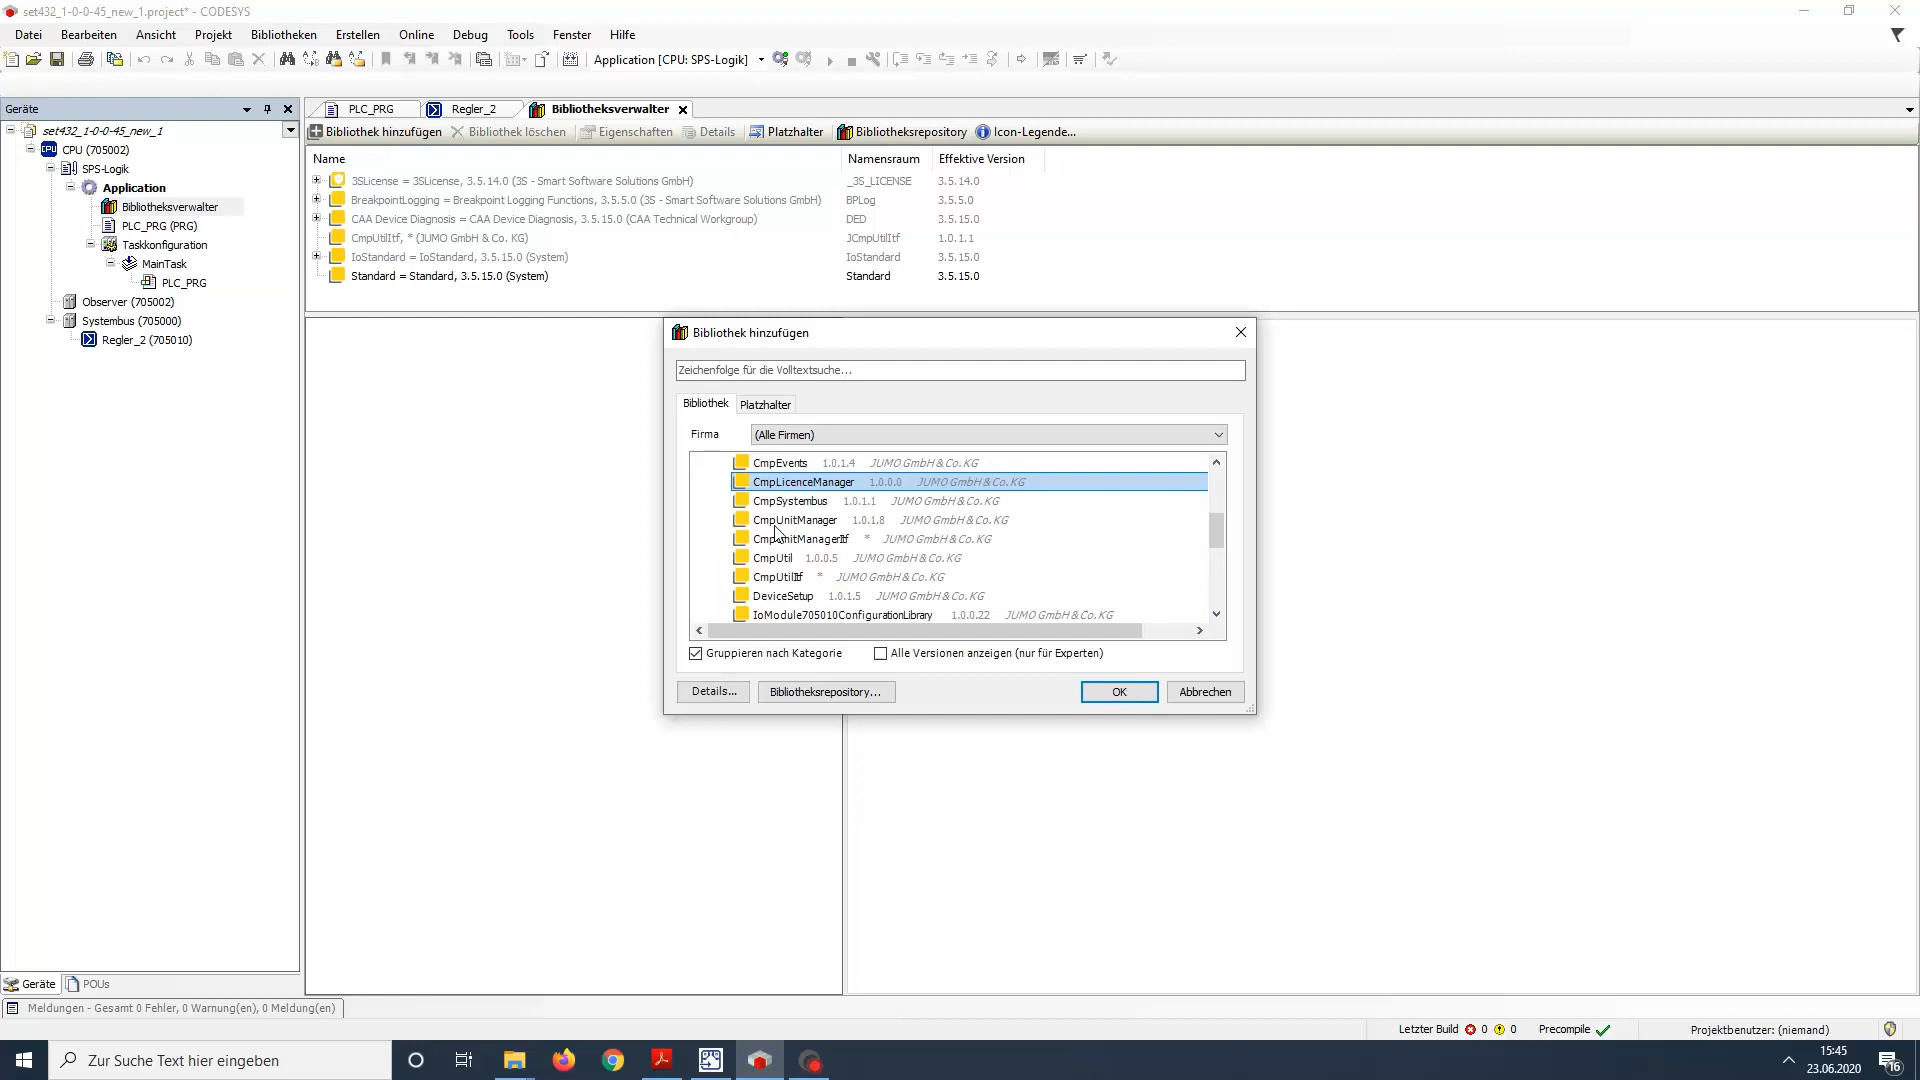 set432_1-0-0-45_new_1.project* - CODESYS
Datei Bearbeiten Ansicht Projekt Bibliotheken Erstellen Online Debug Tools Fenster Hilfe
Application [CPU: SPS-Logik]
Geräte
PLC_PRG Regler_2 Bibliotheksverwalter
set432_1-0-0-45_new_1
CPU (705002)
SPS-Logik
Application
Bibliotheksverwalter
PLC_PRG (PRG)
Taskkonfiguration
MainTask
PLC_PRG
Observer (705002)
Systembus (705000)
Regler_2 (705010)
Bibliothek hinzufügen Bibliothek löschen Eigenschaften Details Platzhalter Bibliotheksrepository Icon-Legende...
Name Namensraum Effektive Version
3SLicense = 3SLicense, 3.5.14.0 (3S - Smart Software Solutions GmbH) _3S_LICENSE 3.5.14.0
BreakpointLogging = Breakpoint Logging Functions, 3.5.5.0 (3S - Smart Software Solutions GmbH) BPLog 3.5.5.0
CAA Device Diagnosis = CAA Device Diagnosis, 3.5.15.0 (CAA Technical Workgroup) DED 3.5.15.0
CmpUtilItf, * (JUMO GmbH & Co. KG) JCmpUtilItf 1.0.1.1
IoStandard = IoStandard, 3.5.15.0 (System) IoStandard 3.5.15.0
Standard = Standard, 3.5.15.0 (System) Standard 3.5.15.0
Bibliothek hinzufügen
Zeichenfolge für die Volltextsuche...
Bibliothek Platzhalter
Firma (Alle Firmen)
CmpEvents 1.0.1.4 JUMO GmbH & Co. KG
CmpLicenceManager 1.0.0.0 JUMO GmbH & Co. KG
CmpSystembus 1.0.1.1 JUMO GmbH & Co. KG
CmpUnitManager 1.0.1.8 JUMO GmbH & Co. KG
CmpUnitManagerItf * JUMO GmbH & Co. KG
CmpUtil 1.0.0.5 JUMO GmbH & Co. KG
CmpUtilItf * JUMO GmbH & Co. KG
DeviceSetup 1.0.1.5 JUMO GmbH & Co. KG
IoModule705010ConfigurationLibrary 1.0.0.22 JUMO GmbH & Co. KG
Gruppieren nach Kategorie Alle Versionen anzeigen (nur für Experten)
Details... Bibliotheksrepository... OK Abbrechen
Geräte POUs
Meldungen - Gesamt 0 Fehler, 0 Warnung(en), 0 Meldung(en)
Letzter Build 0 0 Precompile Projektbenutzer: (niemand)
Zur Suche Text hier eingeben
15:45
23.06.2020
16